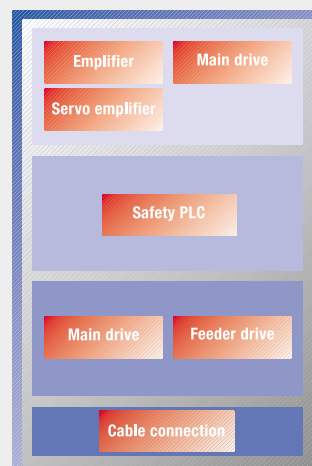 Emplifier
Main drive
Servo emplifier
Safety PLC
Main drive
Feeder drive
Cable connection